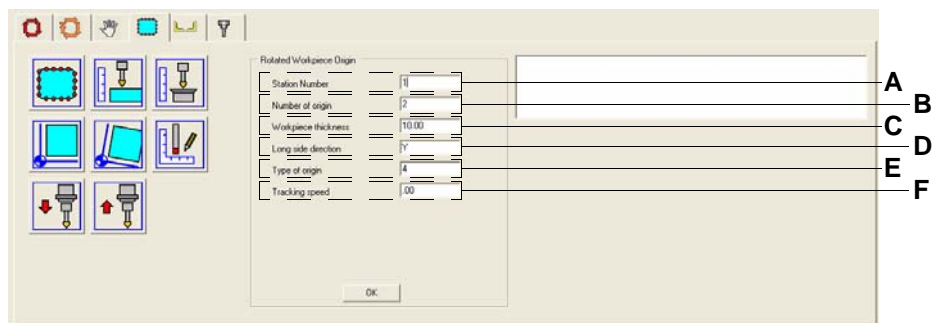 Rotated Workpiece Origin
Station Number 1 A
Number of origin 2 B
Workpiece thickness 10.00 C
Long side direction Y D
Type of origin 4 E
Tracking speed .00 F
OK